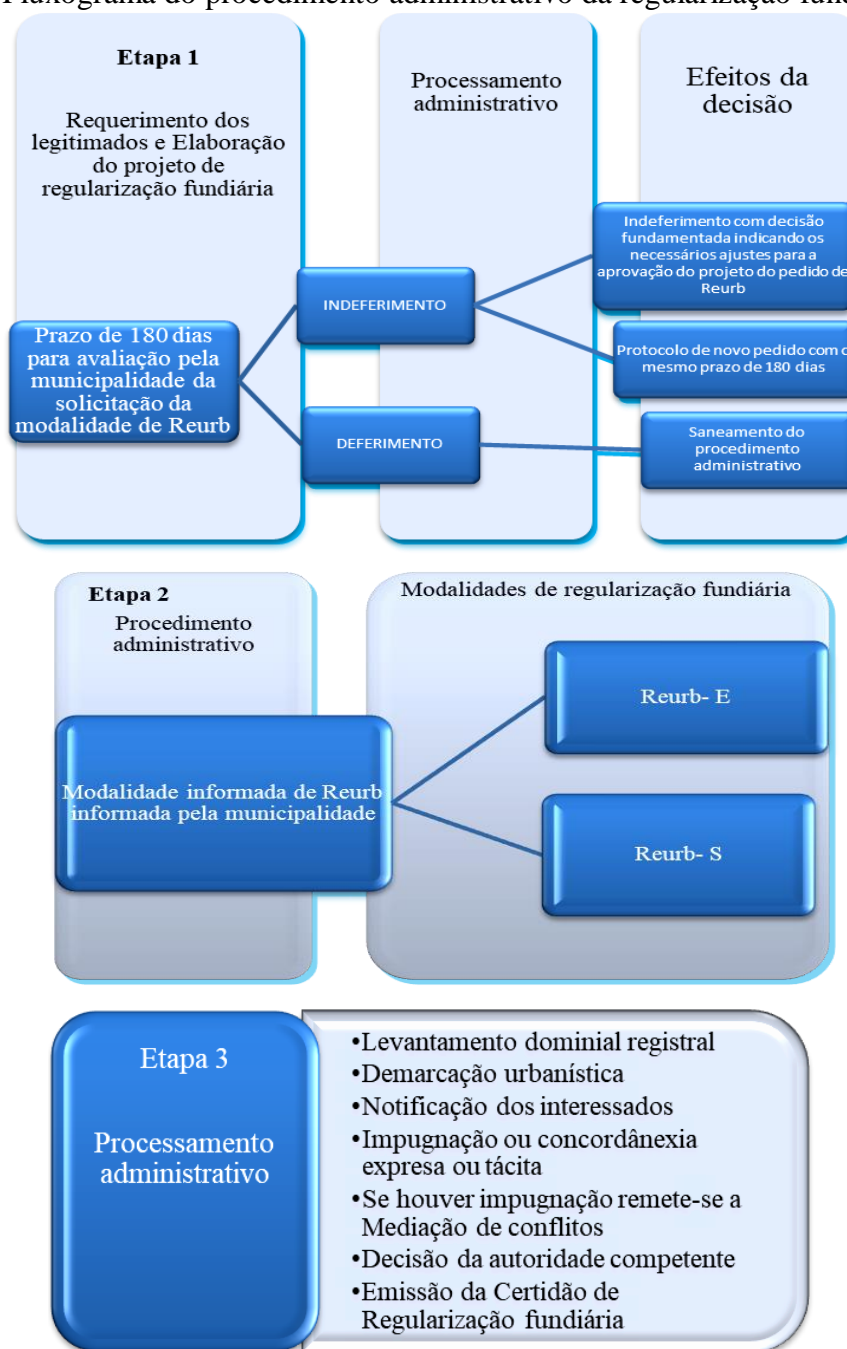 Fluxograma do procedimento administrativo da regularização
Etapa 1
Requerimento dos
legitimados e Elaboração
do projeto de
regularização fundiária
Prazo de 180 dias
para avaliação pela
municipalidade da
solicitação da
modalidade de Reurb
Processamento
administrativo
INDEFERIMENTO
DEFERIMENTO
Efeitos da
decisão
Indeferimento com decisão
fundamentada indicando os
necessários ajustes para a
aprovação do projeto do pedido de
Reurb
Protocolo de novo pedido com o
mesmo prazo de 180 dias
Saneamento do
procedimento
administrativo
Etapa 2
Procedimento
administrativo
Modalidade informada de Reurb
informada pela municipalidade
Modalidades de regularização fundiária
Reurb- E
Reurb- S
Etapa 3
Processamento
administrativo
•Levantamento dominial registral
•Demarcação urbanística
•Notificação dos interessados
•Impugnação ou concordânexia
expressa ou tácita
•Se houver impugnação remete-se a
Mediação de conflitos
•Decisão da autoridade competente
•Emissão da Certidão de
Regularização fundiária